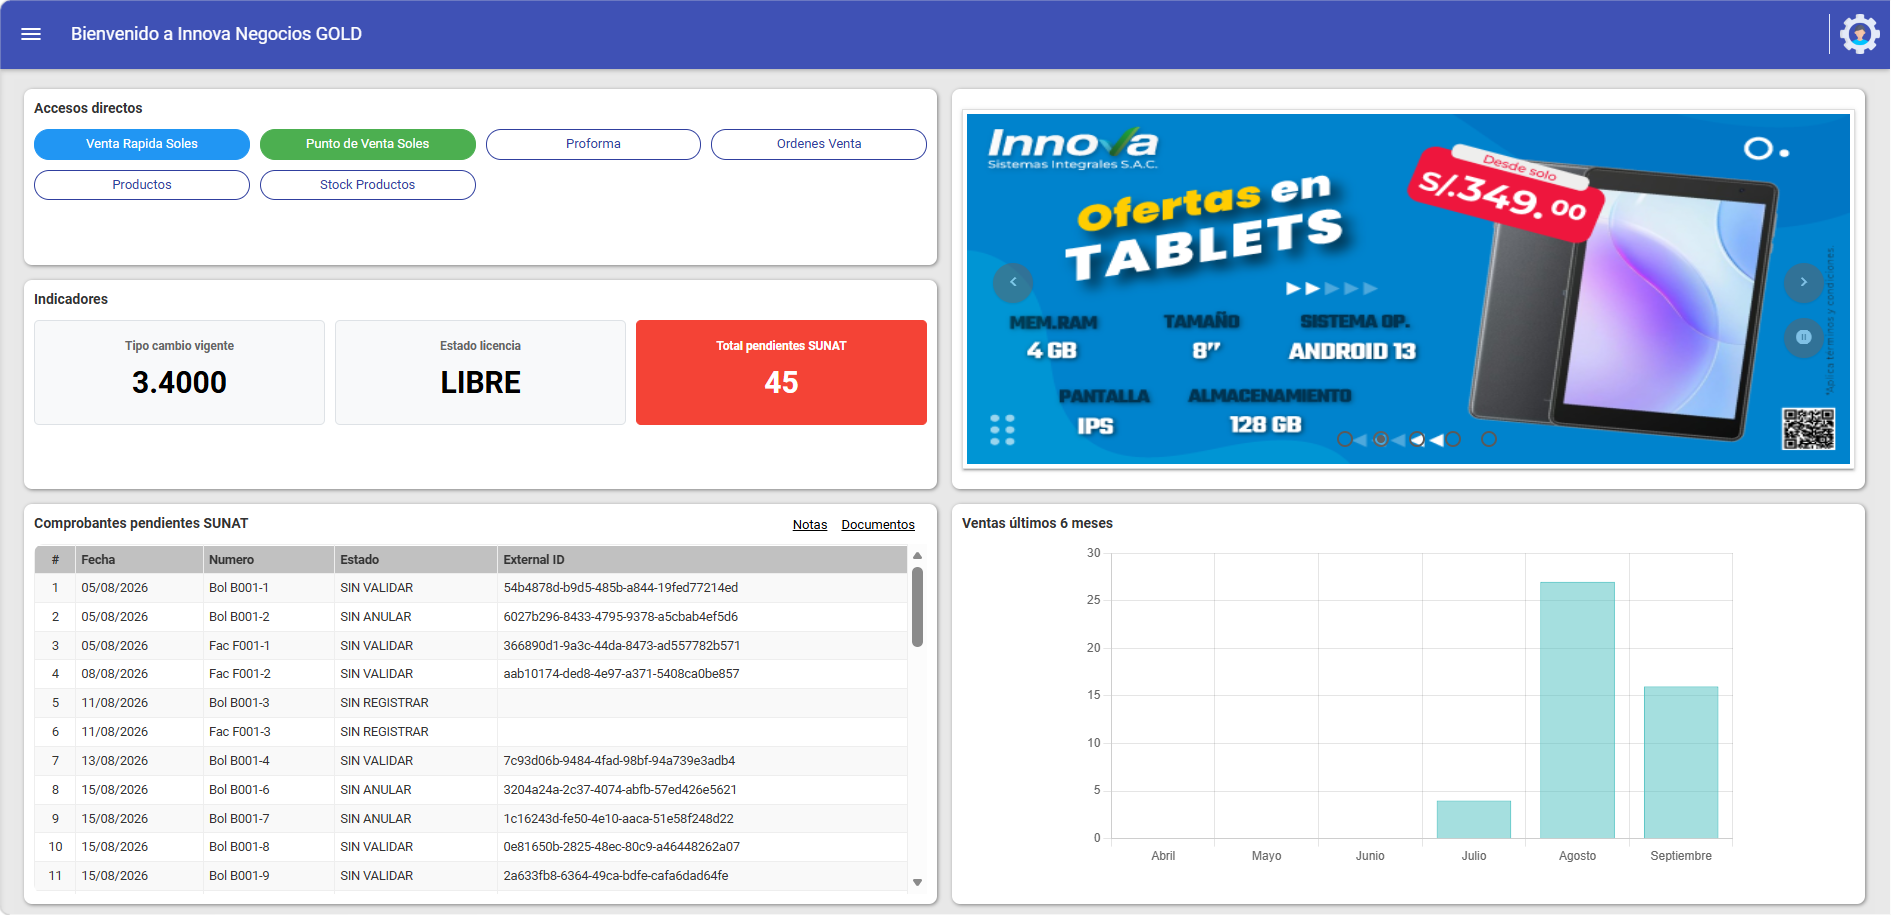 Bienvenido a Innova Negocios GOLD
Accesos directos
Venta Rapida Soles
Punto de Venta Soles
Proforma
Ordenes Venta
Productos
Stock Productos
Indicadores
Tipo cambio vigente
3.4000
Estado licencia
LIBRE
Total pendientes SUNAT
45
Innova
Sistemas Integrales S.A.C.
Ofertas en
TABLETS
Desde solo
S/.349.00
MEM.RAM
4 GB
TAMAÑO
8”
SISTEMA OP.
ANDROID 13
PANTALLA
IPS
ALMACENAMIENTO
128 GB
*Aplica términos y condiciones.
Comprobantes pendientes SUNAT
Notas Documentos
# Fecha Numero Estado External ID
1 05/08/2026 Bol B001-1 SIN VALIDAR 54b4878d-b9d5-485b-a844-19fed77214ed
2 05/08/2026 Bol B001-2 SIN ANULAR 6027b296-8433-4795-9378-a5cbab4ef5d6
3 05/08/2026 Fac F001-1 SIN VALIDAR 366890d1-9a3c-44da-8473-ad557782b571
4 08/08/2026 Fac F001-2 SIN VALIDAR aab10174-ded8-4e97-a371-5408ca0be857
5 11/08/2026 Bol B001-3 SIN REGISTRAR
6 11/08/2026 Fac F001-3 SIN REGISTRAR
7 13/08/2026 Bol B001-4 SIN VALIDAR 7c93d06b-9484-4fad-98bf-94a739e3adb4
8 15/08/2026 Bol B001-6 SIN ANULAR 3204a24a-2c37-4074-abfb-57ed426e5621
9 15/08/2026 Bol B001-7 SIN ANULAR 1c16243d-fe50-4e10-aaca-51e58f248d22
10 15/08/2026 Bol B001-8 SIN VALIDAR 0e81650b-2825-48ec-80c9-a46448262a07
11 15/08/2026 Bol B001-9 SIN VALIDAR 2a633fb8-6364-49ca-bdfe-cafa6dad64fe
Ventas últimos 6 meses
30
25
20
15
10
5
0
Abril Mayo Junio Julio Agosto Septiembre